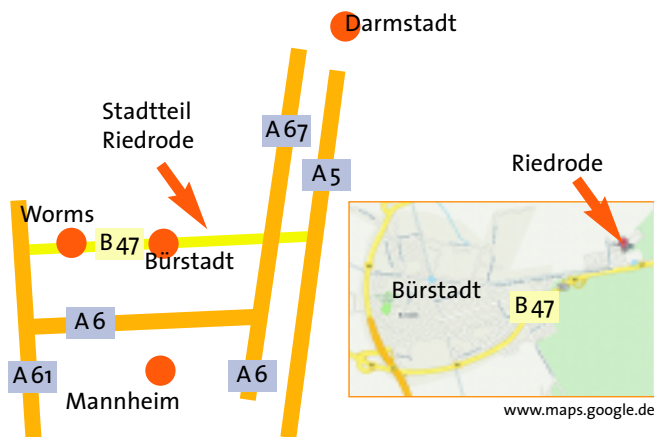 Darmstadt
Stadtteil
Riedrode
A 67
A 5
Riedrode
Worms
B 47
Bürstadt
Bürstadt
B 47
A 6
A 61
A 6
Mannheim
www.maps.google.de